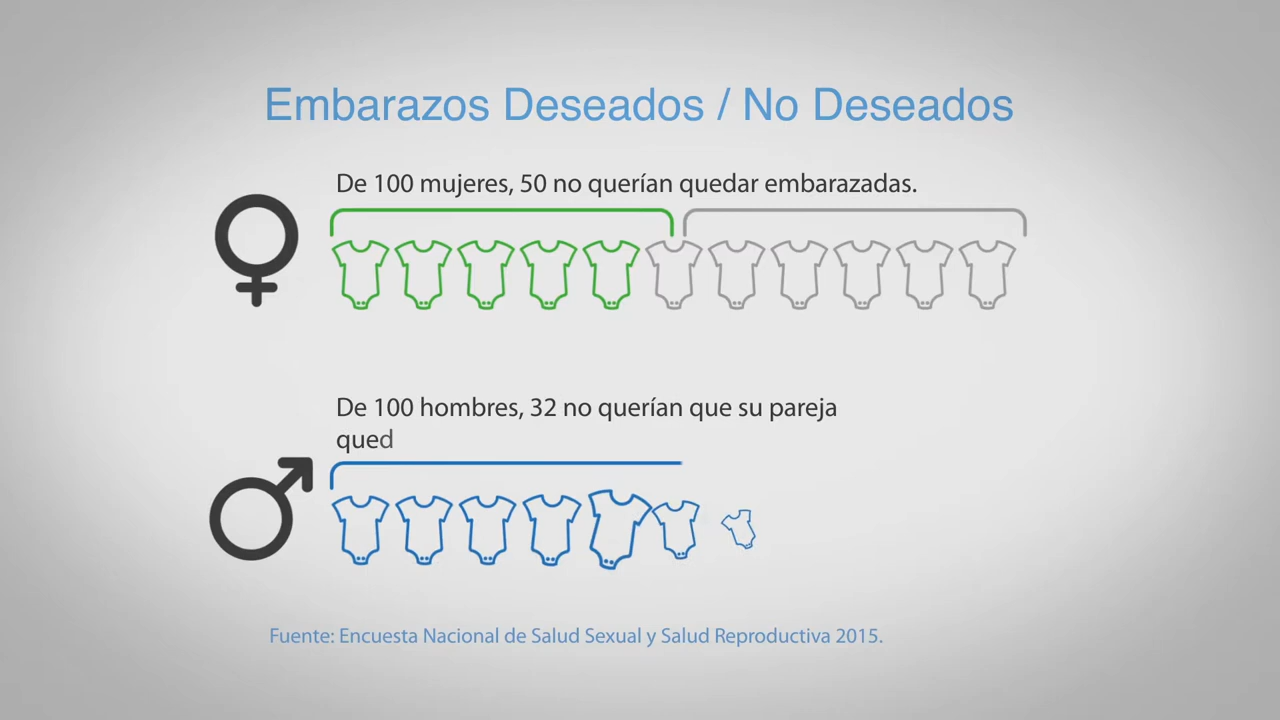 Embarazos Deseados / No Deseados
De 100 mujeres, 50 no querían quedar embarazadas.
De 100 hombres, 32 no querían que su pareja
qued
Fuente: Encuesta Nacional de Salud Sexual y Salud Reproductiva 2015.